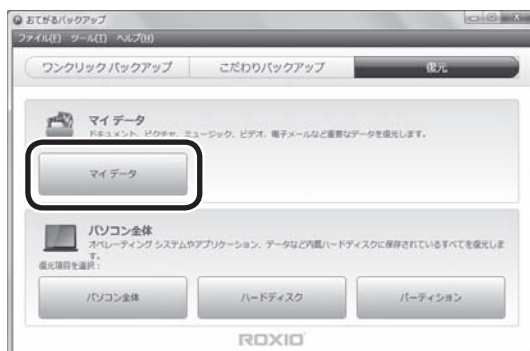 おてがるバックアップ
ファイル(F) ツール(T) ヘルプ(H)
ワンクリック バックアップ こだわりバックアップ 復元
マイ データ
ドキュメント、ピクチャ、ミュージック、ビデオ、電子メールなど重要なデータを復元します。
マイ データ
パソコン全体
オペレーティング システムやアプリケーション、データなど内蔵ハードディスクに保存されているすべてを復元しま
す。
復元項目を選択：
パソコン全体 ハードディスク パーティション
ROXIO